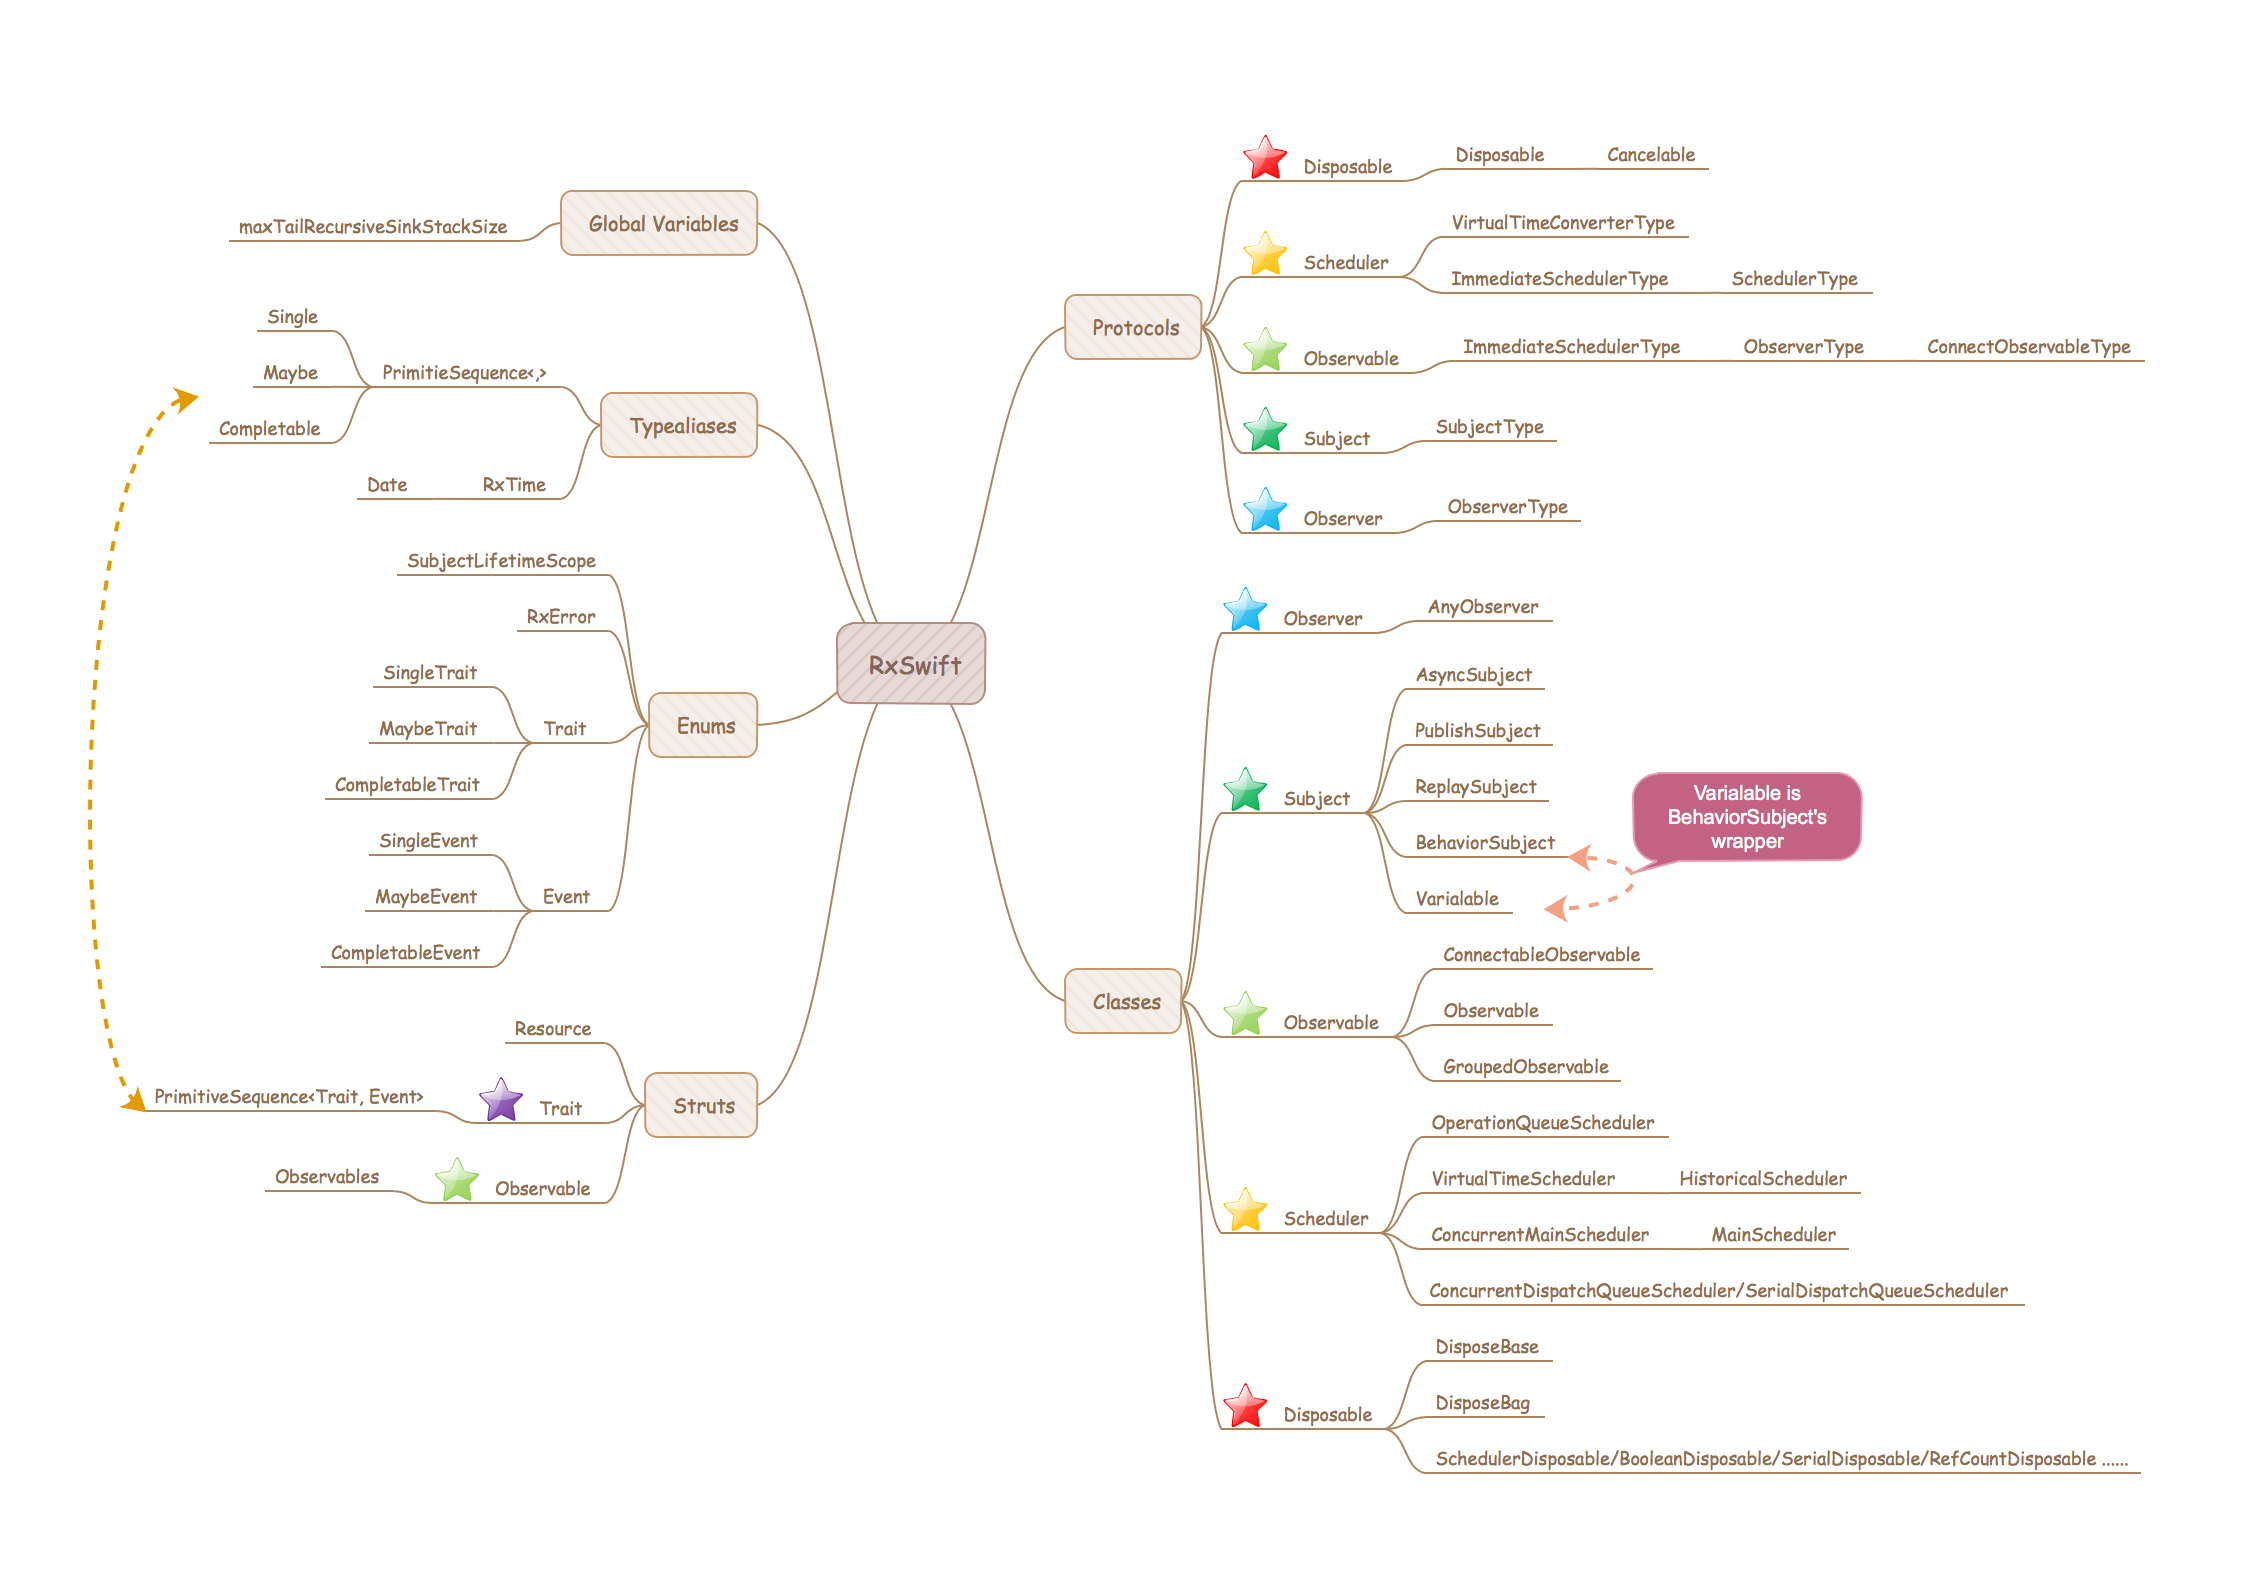 RxSwift
Global Variables
maxTailRecursiveSinkStackSize
Typealiases
PrimitieSequence<,>
Single
Maybe
Completable
RxTime
Date
Enums
SubjectLifetimeScope
RxError
Trait
SingleTrait
MaybeTrait
CompletableTrait
Event
SingleEvent
MaybeEvent
CompletableEvent
Struts
Resource
Trait
PrimitiveSequence<Trait, Event>
Observable
Observables
Protocols
Disposable
Disposable
Cancelable
Scheduler
VirtualTimeConverterType
ImmediateSchedulerType
SchedulerType
Observable
ImmediateSchedulerType
ObserverType
ConnectObservableType
Subject
SubjectType
Observer
ObserverType
Classes
Observer
AnyObserver
Subject
AsyncSubject
PublishSubject
ReplaySubject
BehaviorSubject
Varialable
Varialable is
BehaviorSubject's
wrapper
Observable
ConnectableObservable
Observable
GroupedObservable
Scheduler
OperationQueueScheduler
VirtualTimeScheduler
HistoricalScheduler
ConcurrentMainScheduler
MainScheduler
ConcurrentDispatchQueueScheduler/SerialDispatchQueueScheduler
Disposable
DisposeBase
DisposeBag
SchedulerDisposable/BooleanDisposable/SerialDisposable/RefCountDisposable ......